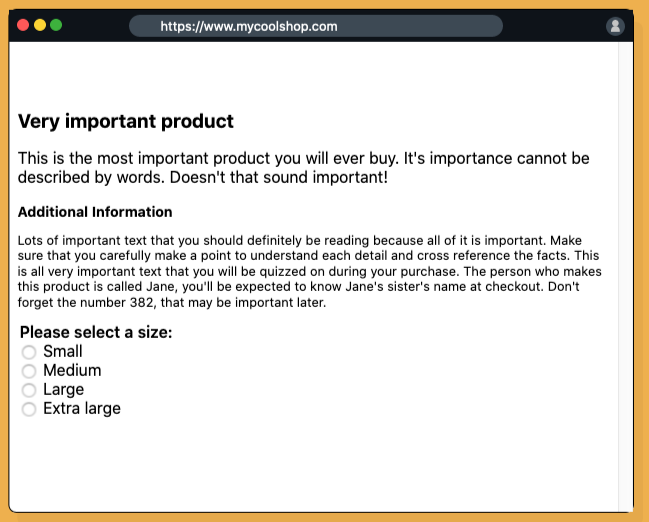 https://www.mycoolshop.com
Very important product
This is the most important product you will ever buy. It's importance cannot be
described by words. Doesn't that sound important!
Additional Information
Lots of important text that you should definitely be reading because all of it is important. Make
sure that you carefully make a point to understand each detail and cross reference the facts. This
is all very important text that you will be quizzed on during your purchase. The person who makes
this product is called Jane, you'll be expected to know Jane's sister's name at checkout. Don't
forget the number 382, that may be important later.
Please select a size:
Small
Medium
Large
Extra large